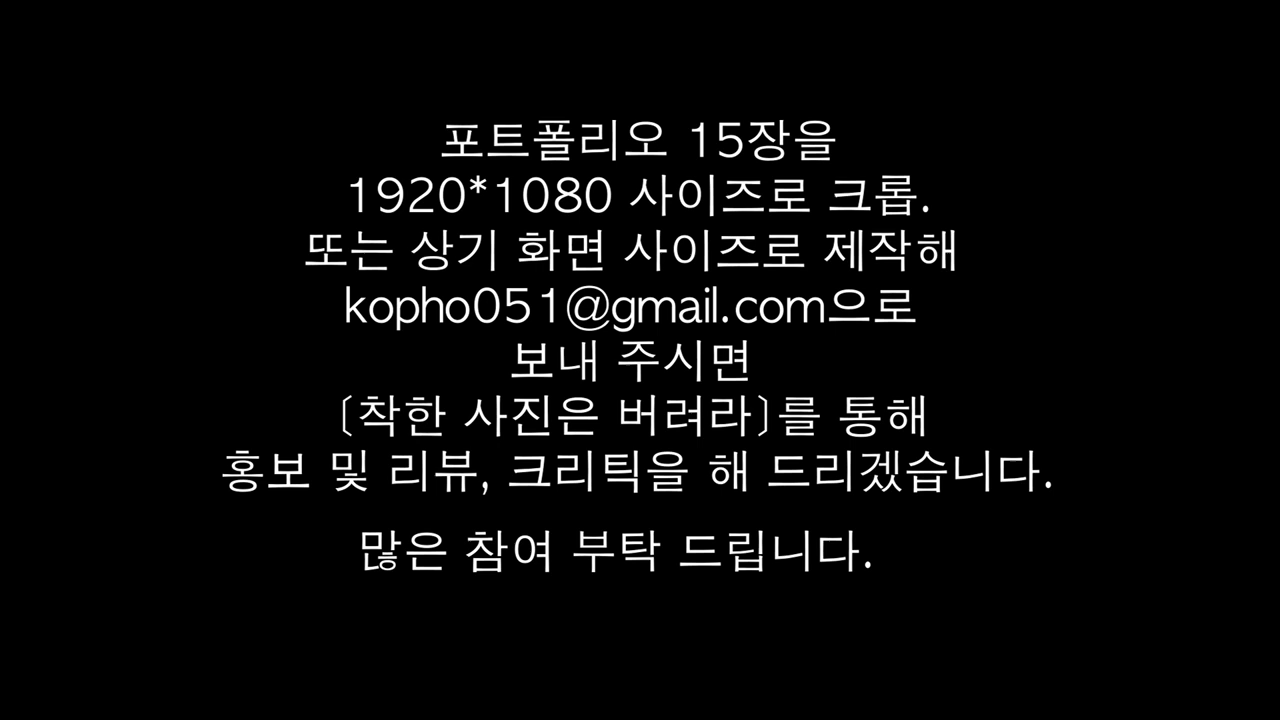 포트폴리오 15장을
1920*1080 사이즈로 크롭.
또는 상기 화면 사이즈로 제작해
kopho051@gmail.com으로
보내 주시면
〔착한 사진은 버려라〕를 통해
홍보 및 리뷰, 크리틱을 해 드리겠습니다.
많은 참여 부탁 드립니다.